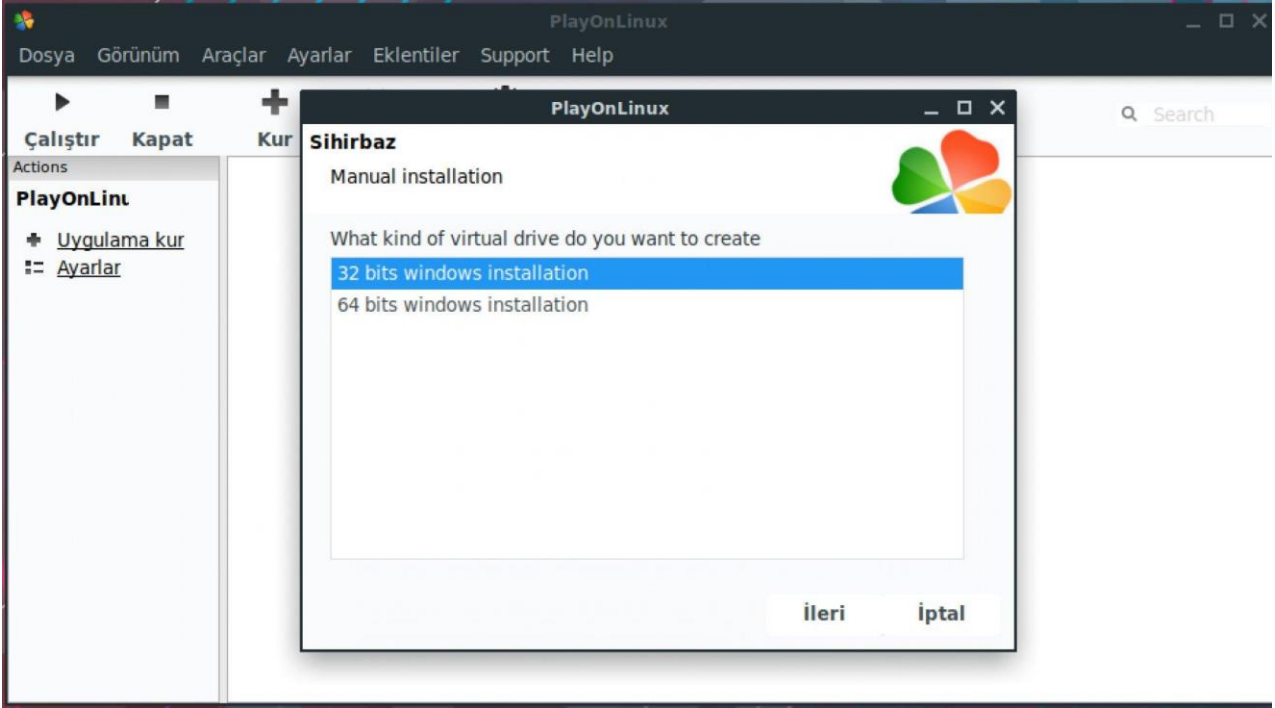 PlayOnLinux
Dosya Görünüm Araçlar Ayarlar Eklentiler Support Help
Çalıştır Kapat Kur
Search
Actions
PlayOnLinu
Uygulama kur
Ayarlar
PlayOnLinux
Sihirbaz
Manual installation
What kind of virtual drive do you want to create
32 bits windows installation
64 bits windows installation
İleri İptal